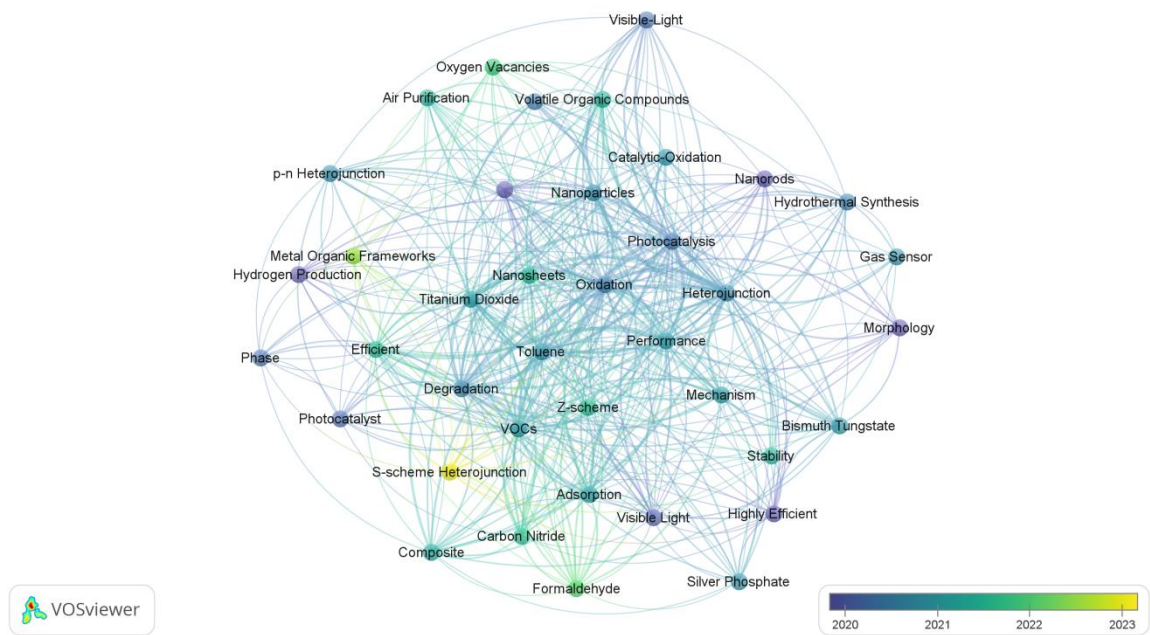 Visible-Light
Oxygen Vacancies
Air Purification
Volatile Organic Compounds
Catalytic-Oxidation
p-n Heterojunction
Nanorods
Nanoparticles
Hydrothermal Synthesis
Photocatalysis
Metal Organic Frameworks
Gas Sensor
Hydrogen Production
Nanosheets
Oxidation
Heterojunction
Titanium Dioxide
Morphology
Performance
Efficient
Toluene
Phase
Degradation
Mechanism
Z-scheme
Photocatalyst
Bismuth Tungstate
VOCs
Stability
S-scheme Heterojunction
Adsorption
Visible Light
Highly Efficient
Carbon Nitride
Composite
Silver Phosphate
Formaldehyde
VOSviewer
2020 2021 2022 2023